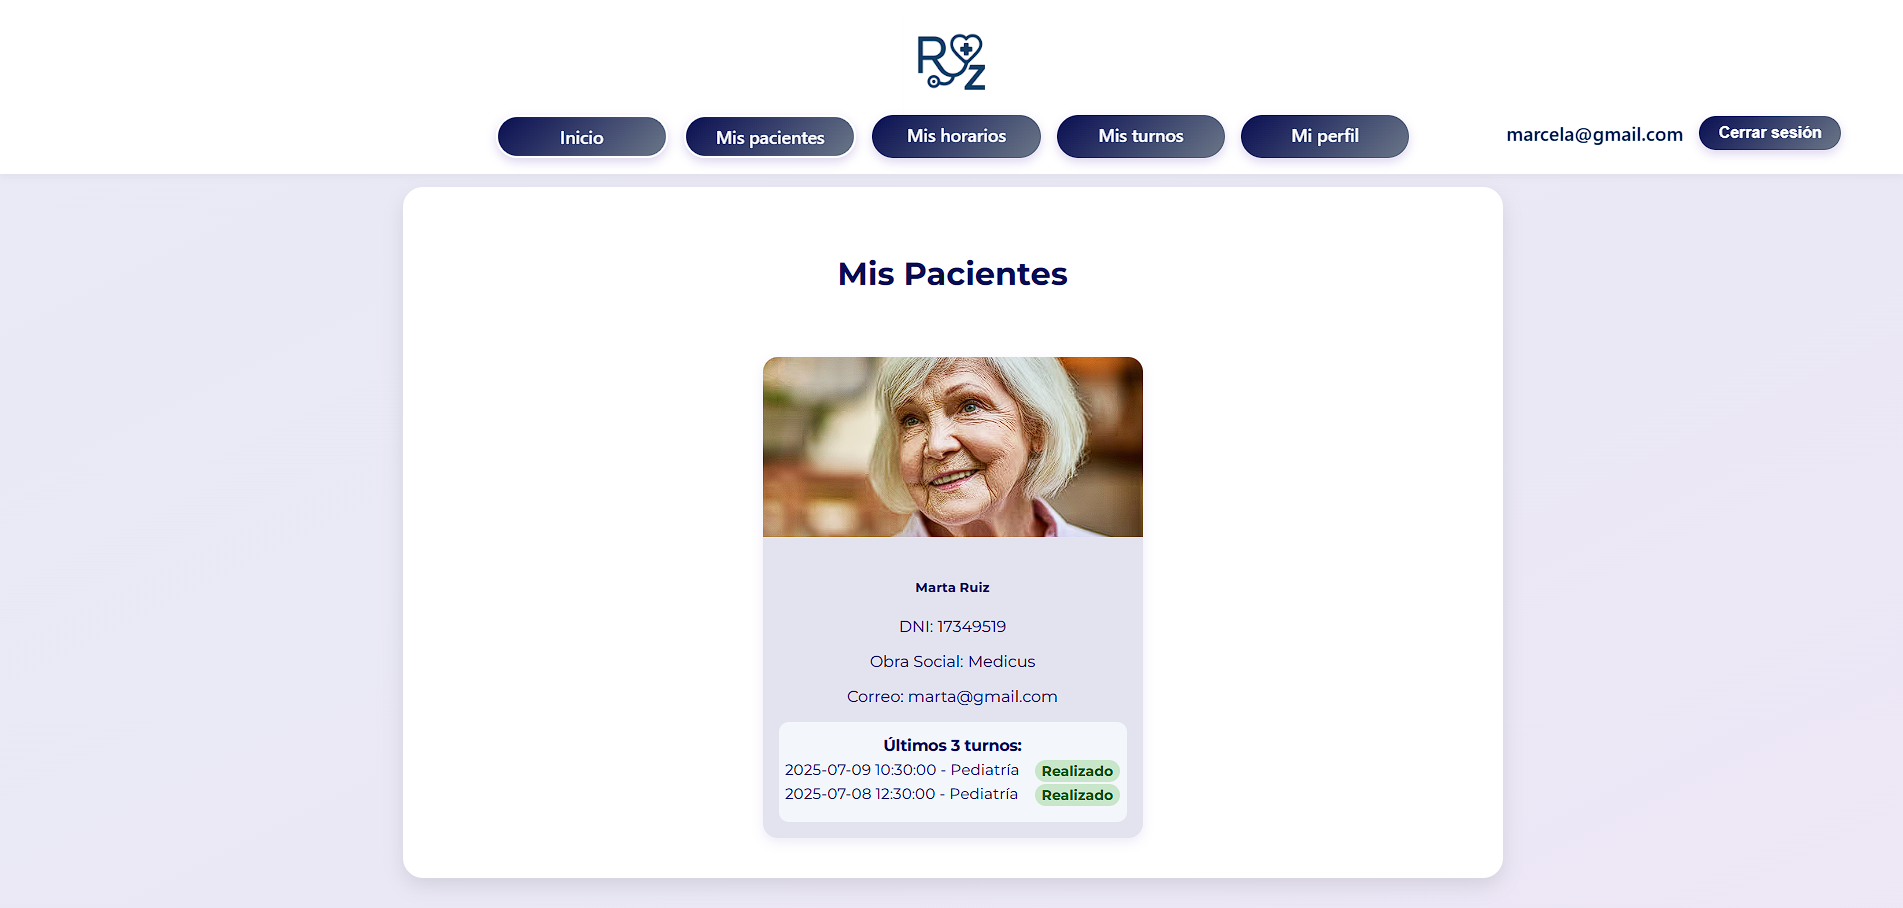 Ruz
Inicio
Mis pacientes
Mis horarios
Mis turnos
Mi perfil
marcela@gmail.com
Cerrar sesión
Mis Pacientes
Marta Ruiz
DNI: 17349519
Obra Social: Medicus
Correo: marta@gmail.com
Últimos 3 turnos:
2025-07-09 10:30:00 - Pediatría Realizado
2025-07-08 12:30:00 - Pediatría Realizado